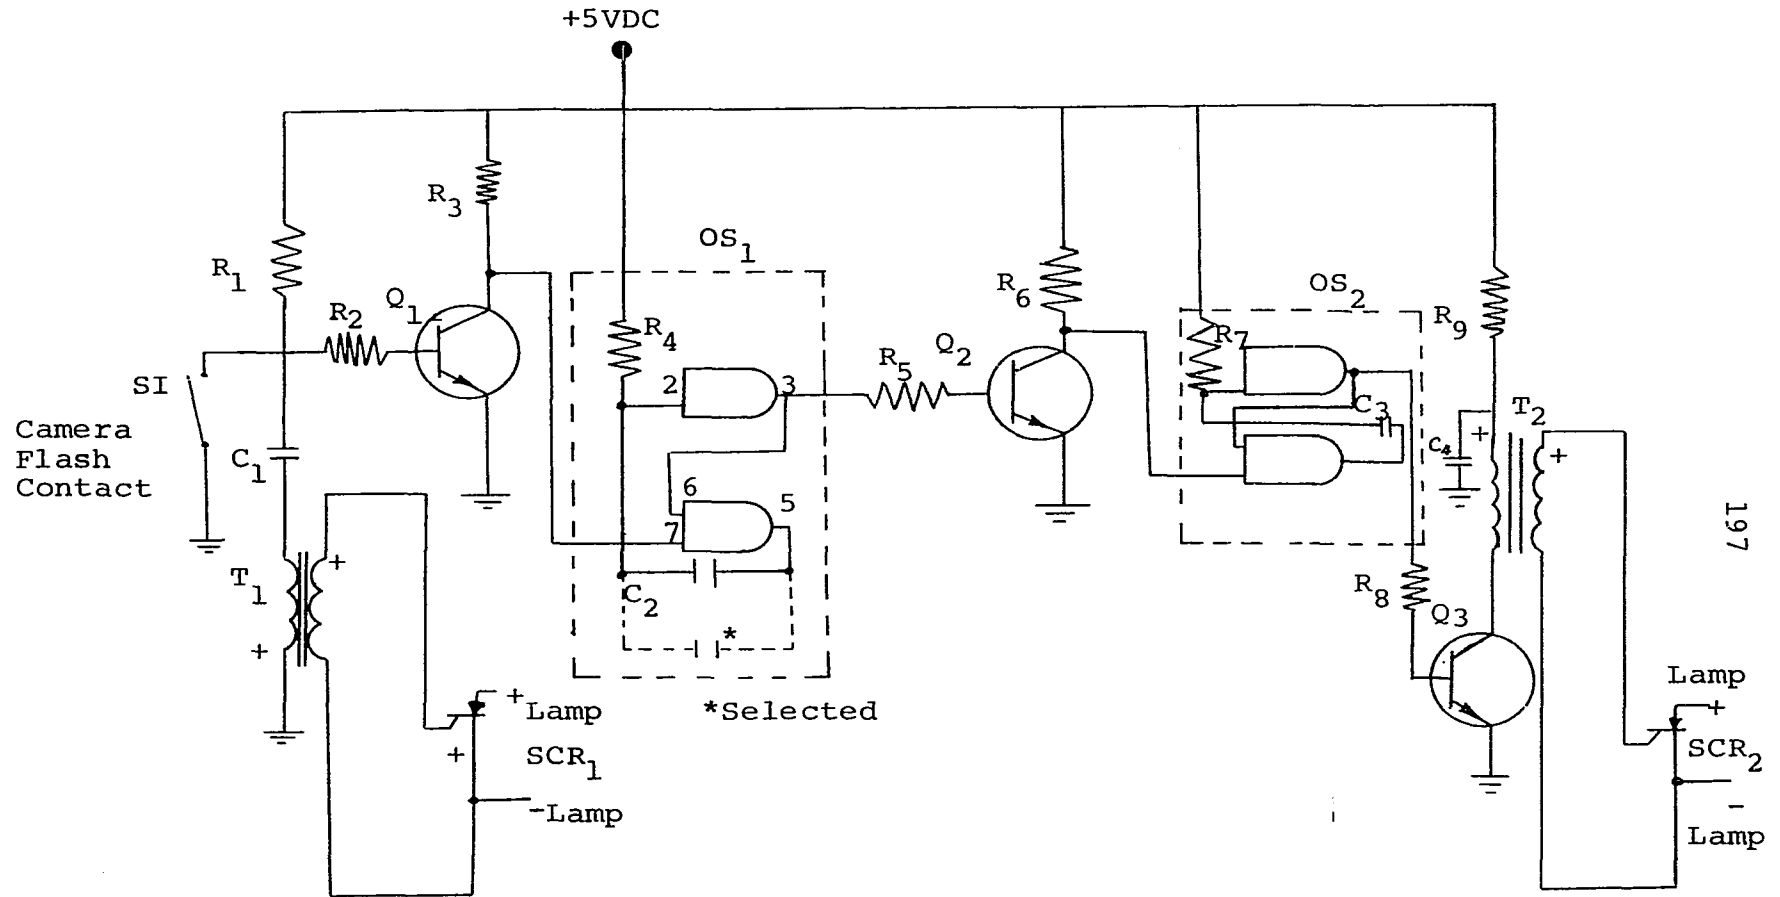 +5VDC
R3
OS1
R1
Q1
R2
R4
R6
OS2
R9
R7
SI
2
3
R5
Q2
C3
T2
+
C4
+
Camera
Flash
Contact
C1
6
5
7
T1
+
+
C2
*
R8
Q3
197
+
Lamp
+
SCR1
-Lamp
*Selected
Lamp
+
SCR2
-
Lamp